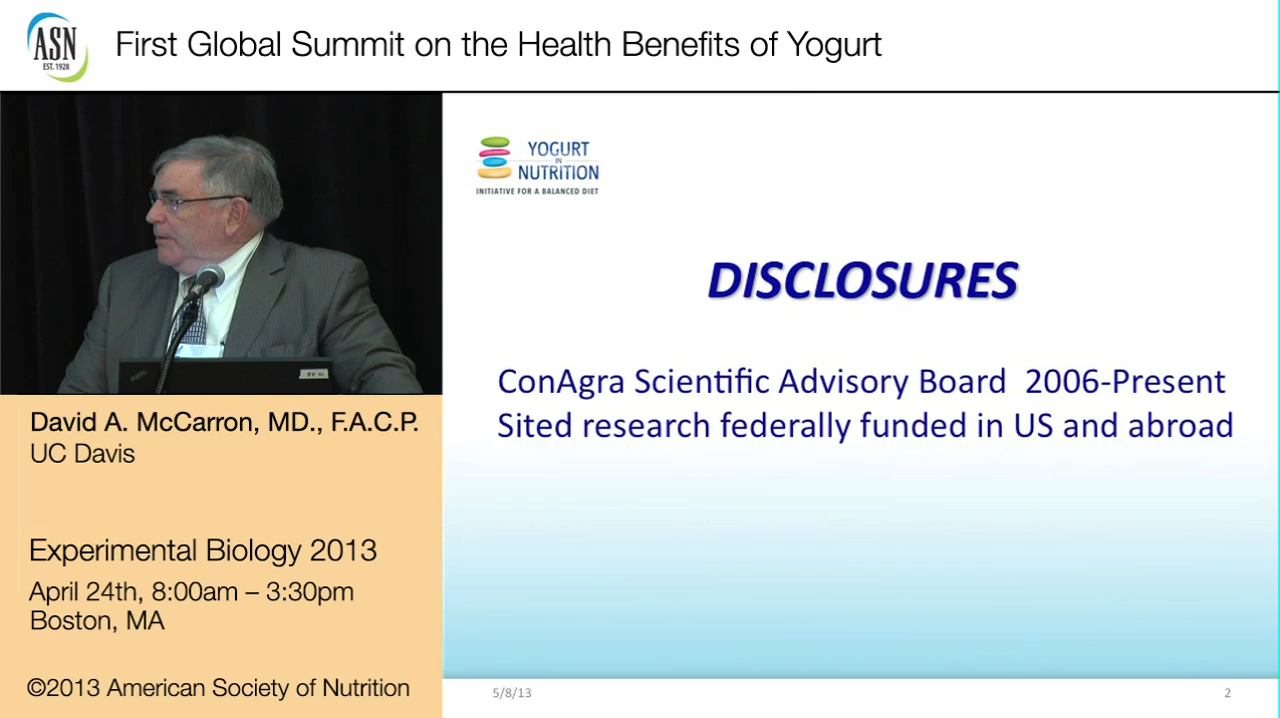 ASN
EST. 1928
First Global Summit on the Health Benefits of Yogurt
YOGURT
IN
NUTRITION
INITIATIVE FOR A BALANCED DIET
DISCLOSURES
ConAgra Scientific Advisory Board 2006-Present
Sited research federally funded in US and abroad
David A. McCarron, MD., F.A.C.P.
UC Davis
Experimental Biology 2013
April 24th, 8:00am – 3:30pm
Boston, MA
©2013 American Society of Nutrition
5/8/13
2